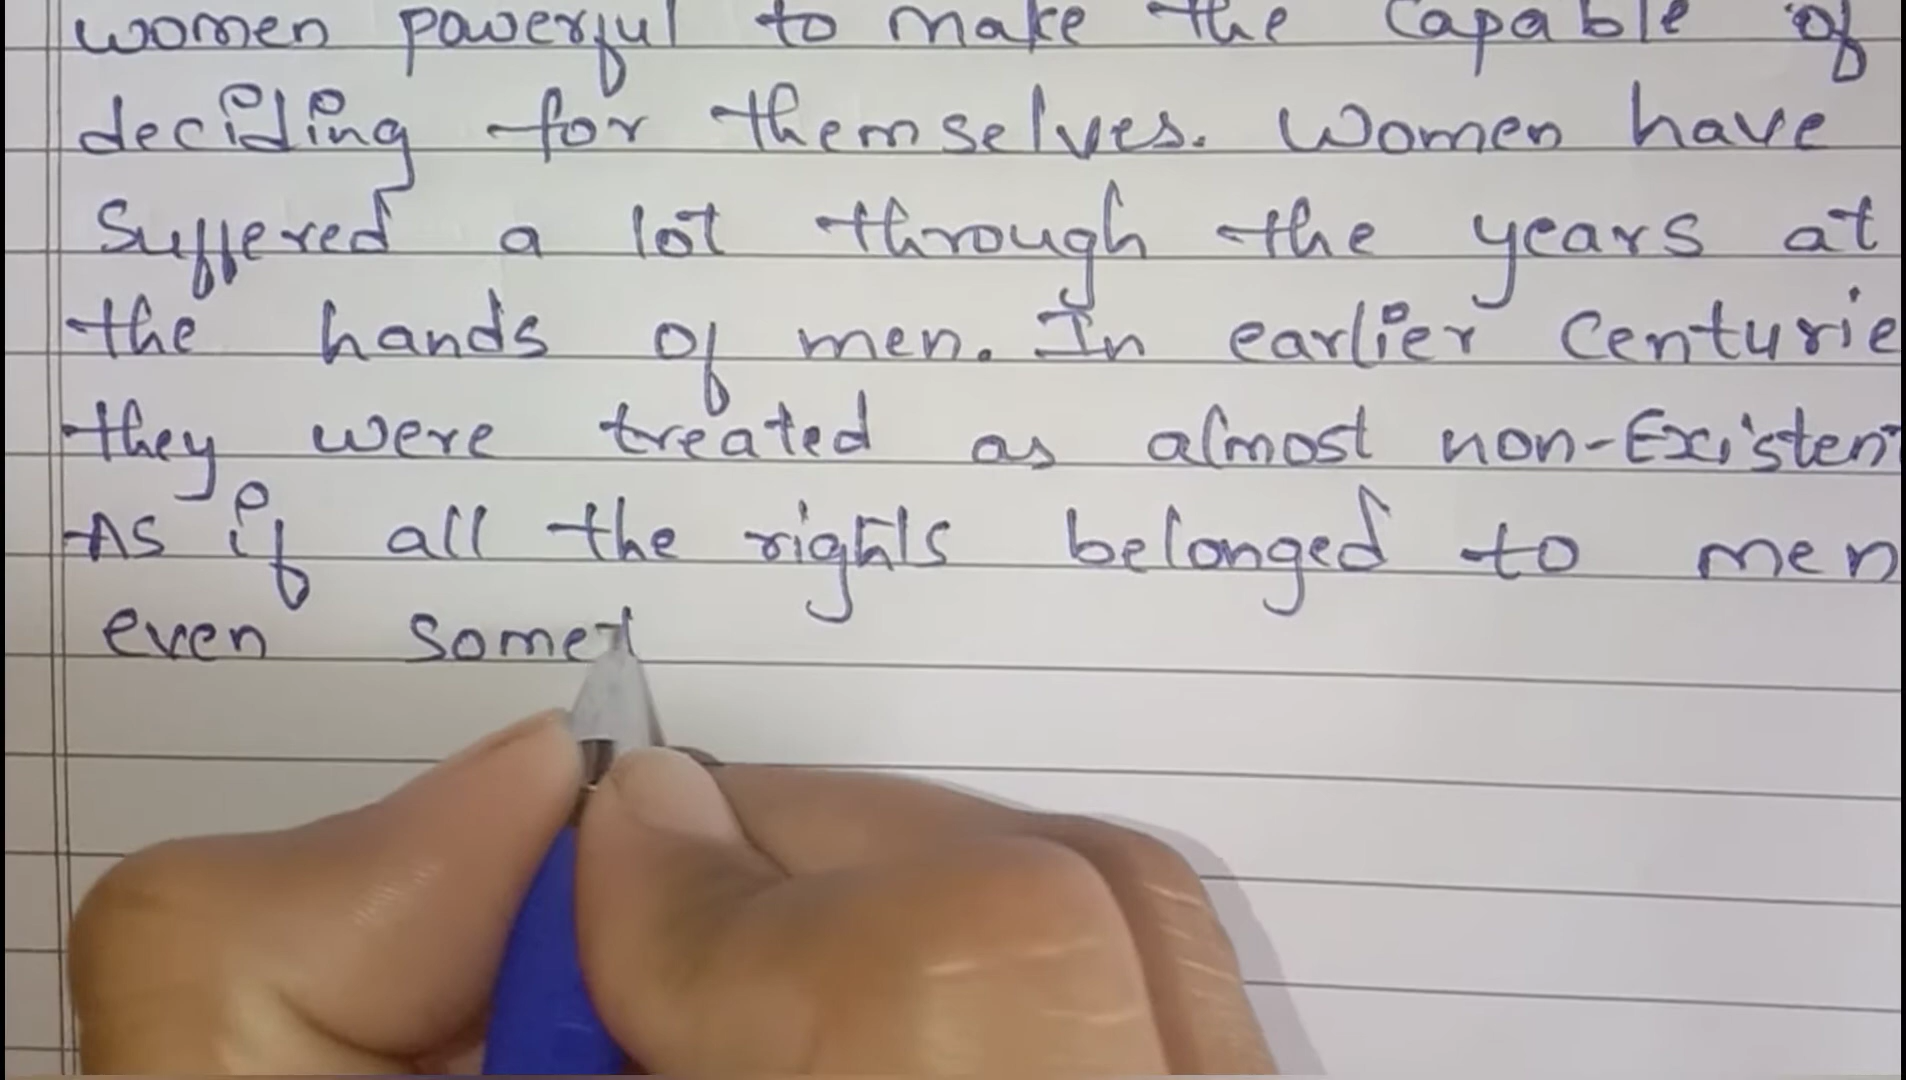 women powerful to make the capable of
deciding for themselves. Women have
Suffered a lot through the years at
the hands of men. In earlier Centurie
they were treated as almost non-Existent
As if all the rights belonged to men
even somet